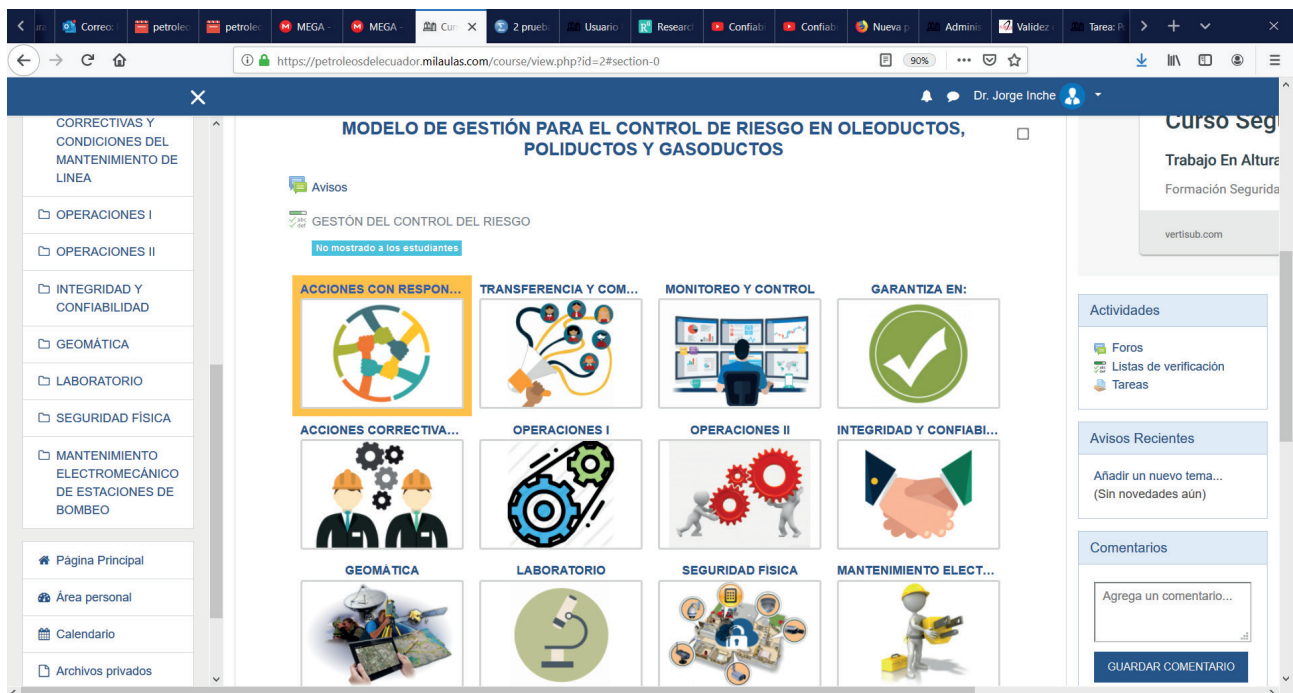 Correo:
petroleo
petroleo
MEGA -
MEGA -
Cur
2 prueb
Usuario
Researc
Confiab
Confiab
Nueva p
Adminis
Validez
Tarea: P
https://petroleosdelecuador.milaulas.com/course/view.php?id=2#section-0
90%
Dr. Jorge Inche
CORRECTIVAS Y
CONDICIONES DEL
MANTENIMIENTO DE
LINEA
OPERACIONES I
OPERACIONES II
INTEGRIDAD Y
CONFIABILIDAD
GEOMÁTICA
LABORATORIO
SEGURIDAD FÍSICA
MANTENIMIENTO
ELECTROMECÁNICO
DE ESTACIONES DE
BOMBEO
Página Principal
Área personal
Calendario
Archivos privados
MODELO DE GESTIÓN PARA EL CONTROL DE RIESGO EN OLEODUCTOS,
POLIDUCTOS Y GASODUCTOS
Avisos
GESTÓN DEL CONTROL DEL RIESGO
No mostrado a los estudiantes
ACCIONES CON RESPON...
TRANSFERENCIA Y COM...
MONITOREO Y CONTROL
GARANTIZA EN:
ACCIONES CORRECTIVA...
OPERACIONES I
OPERACIONES II
INTEGRIDAD Y CONFIABI...
GEOMÁTICA
LABORATORIO
SEGURIDAD FÍSICA
MANTENIMIENTO ELECT...
Curso Seg
Trabajo En Altura
Formación Segurida
vertisub.com
Actividades
Foros
Listas de verificación
Tareas
Avisos Recientes
Añadir un nuevo tema...
(Sin novedades aún)
Comentarios
Agrega un comentario...
GUARDAR COMENTARIO